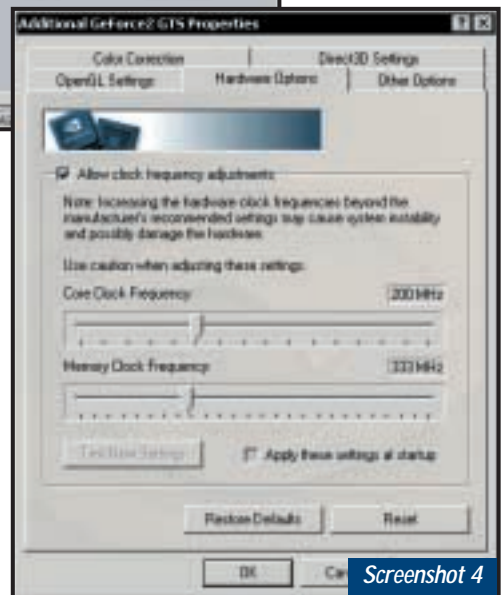 Additional GeForce2 GTS Properties
Color Correction
Direct3D Settings
OpenGL Settings
Hardware Options
Other Options
Allow clock frequency adjustments
Note: Increasing the hardware clock frequencies beyond the
manufacturer's recommended settings may cause system instability
and possibly damage the hardware.
Use caution when adjusting these settings.
Core Clock Frequency:
200 MHz
Memory Clock Frequency:
333 MHz
Test New Settings
Apply these settings at startup
Restore Defaults
Reset
OK
Screenshot 4